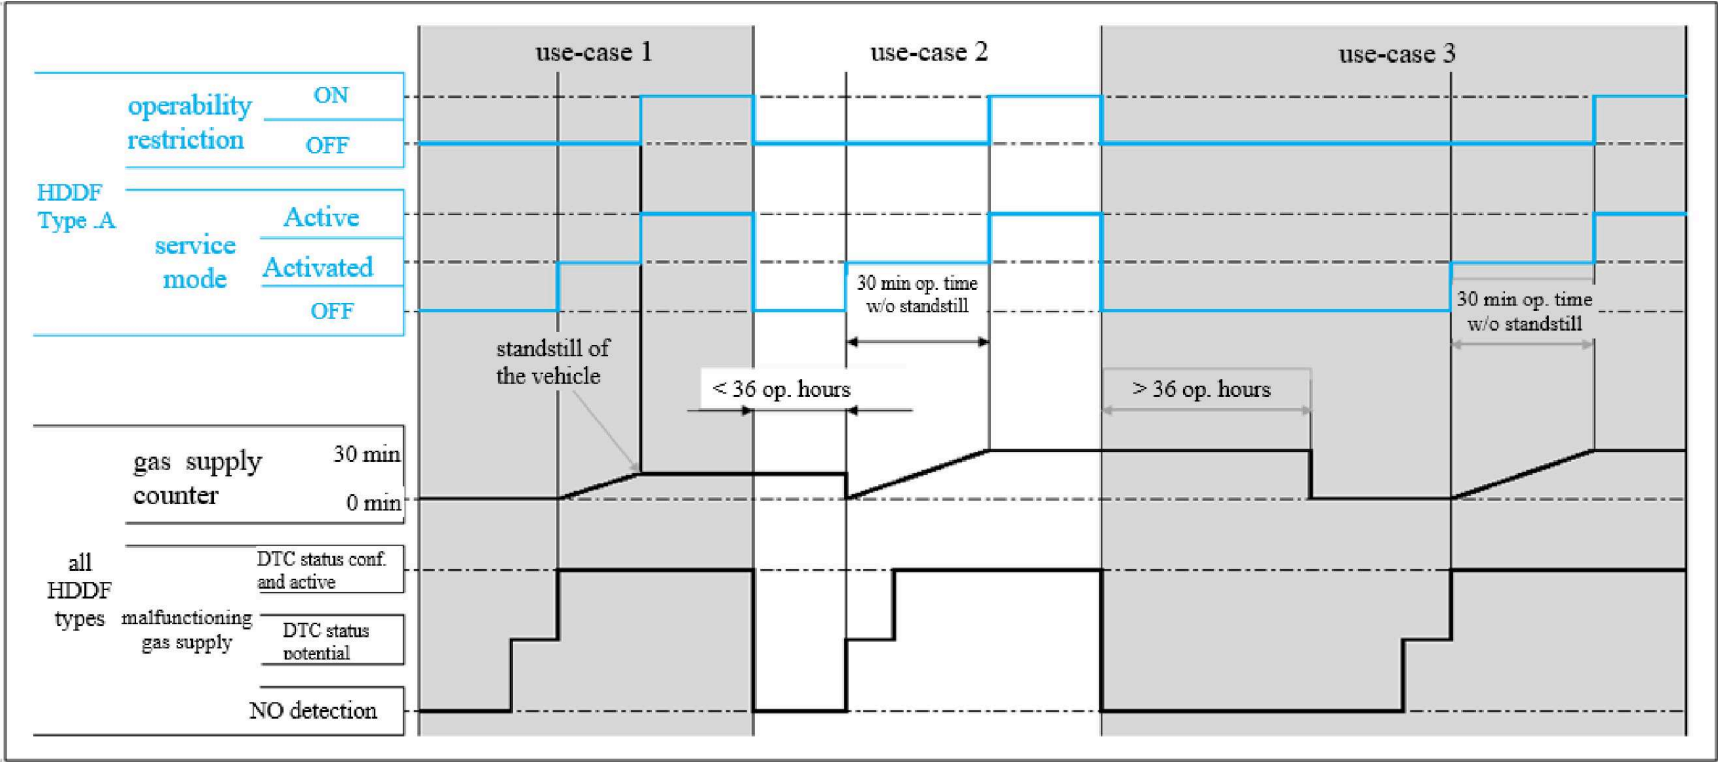 use-case 1
use-case 2
use-case 3
operability
restriction
ON
OFF
HDDF
Type .A
service
mode
Active
Activated
OFF
30 min op. time
w/o standstill
30 min op. time
w/o standstill
standstill of
the vehicle
< 36 op. hours
> 36 op. hours
gas supply
counter
30 min
0 min
all
HDDF
types
malfunctioning
gas supply
DTC status conf.
and active
DTC status
potential
NO detection